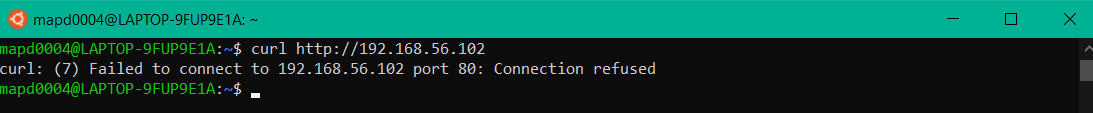 mapd0004@LAPTOP-9FUP9E1A: ~
mapd0004@LAPTOP-9FUP9E1A:~$ curl http://192.168.56.102
curl: (7) Failed to connect to 192.168.56.102 port 80: Connection refused
mapd0004@LAPTOP-9FUP9E1A:~$